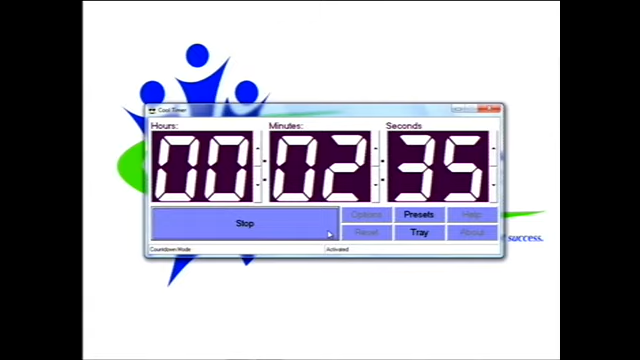 Cool Timer
Hours: Minutes: Seconds
00 02 35
Stop Options Presets Help
Reset Tray About
success.
Countdown Mode Activated